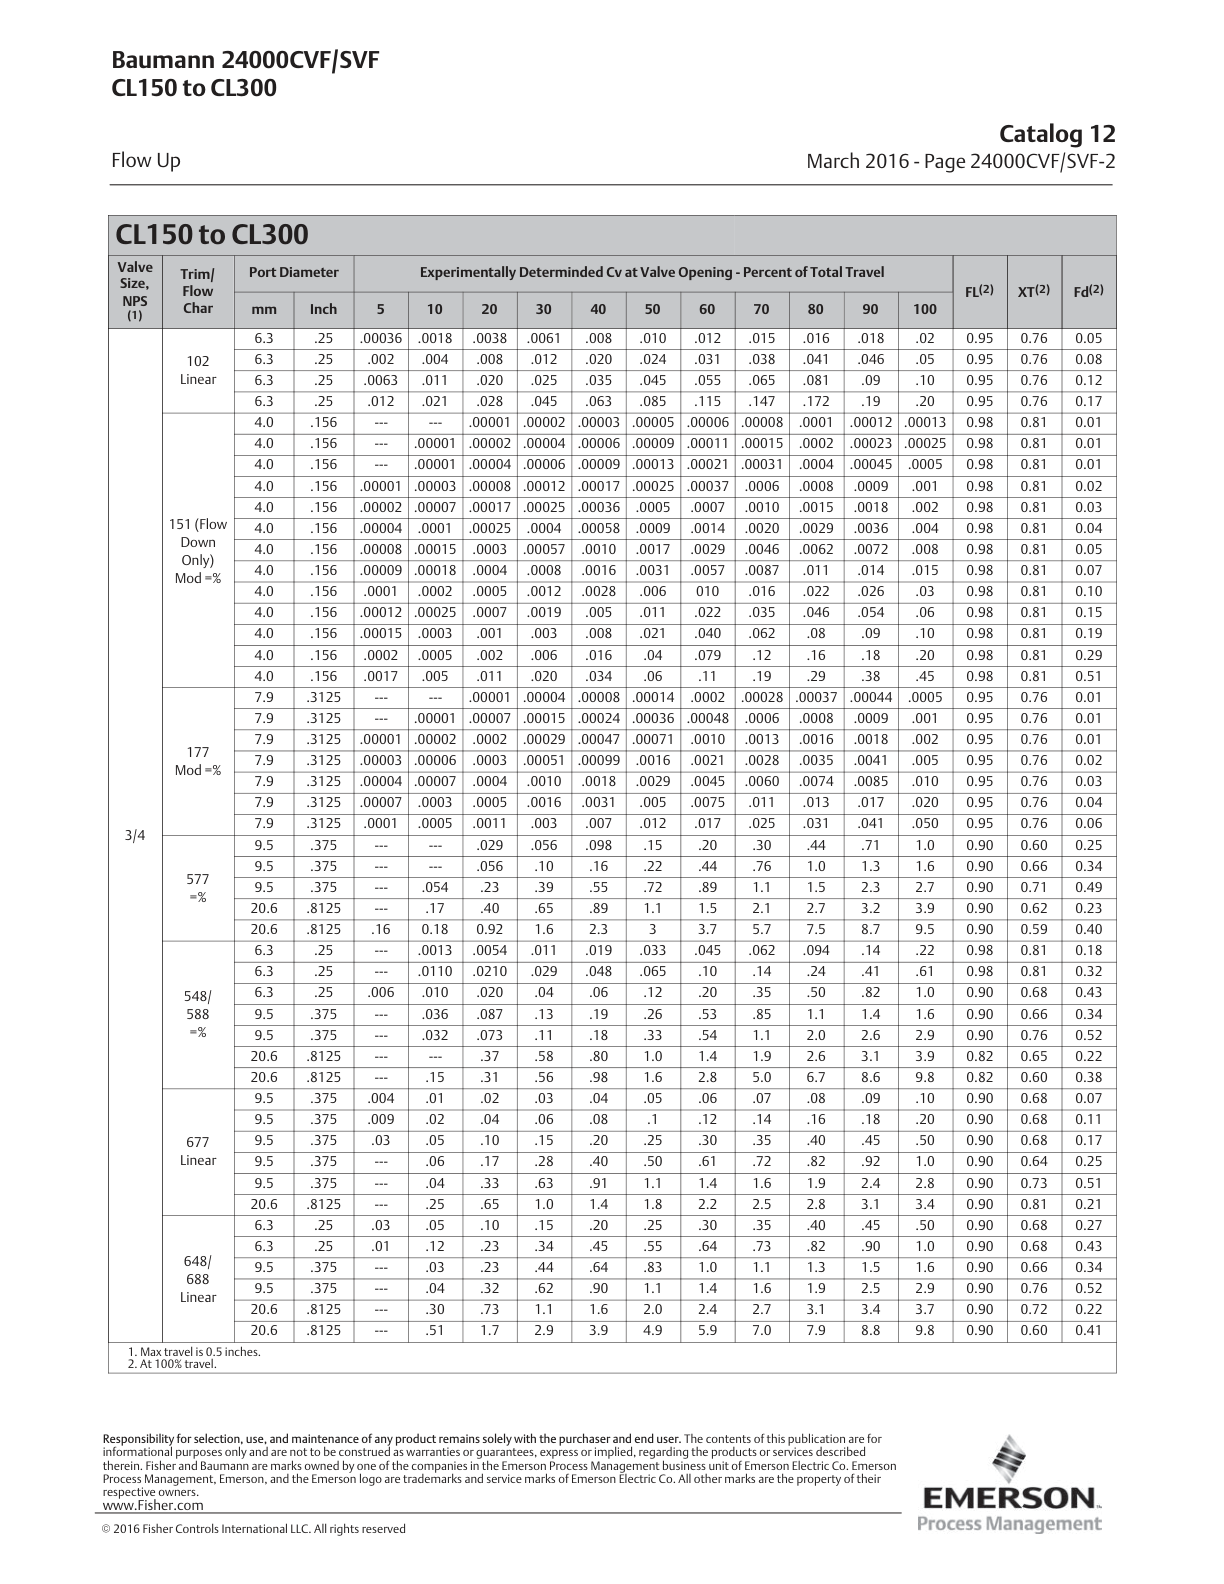 Baumann 24000CVF/SVF
CL150 to CL300
Catalog 12
Flow Up
March 2016 - Page 24000CVF/SVF-2
CL150 to CL300
Valve Size, NPS (1) Trim/ Flow Char Port Diameter Experimentally Determinded Cv at Valve Opening - Percent of Total Travel FL(2) XT(2) Fd(2)
mm Inch 5 10 20 30 40 50 60 70 80 90 100
3/4
102 Linear
6.3 .25 .00036 .0018 .0038 .0061 .008 .010 .012 .015 .016 .018 .02 0.95 0.76 0.05
6.3 .25 .002 .004 .008 .012 .020 .024 .031 .038 .041 .046 .05 0.95 0.76 0.08
6.3 .25 .0063 .011 .020 .025 .035 .045 .055 .065 .081 .09 .10 0.95 0.76 0.12
6.3 .25 .012 .021 .028 .045 .063 .085 .115 .147 .172 .19 .20 0.95 0.76 0.17
151 (Flow Down Only) Mod =%
4.0 .156 --- --- .00001 .00002 .00003 .00005 .00006 .00008 .0001 .00012 .00013 0.98 0.81 0.01
4.0 .156 --- .00001 .00002 .00004 .00006 .00009 .00011 .00015 .0002 .00023 .00025 0.98 0.81 0.01
4.0 .156 --- .00001 .00004 .00006 .00009 .00013 .00021 .00031 .0004 .00045 .0005 0.98 0.81 0.01
4.0 .156 .00001 .00003 .00008 .00012 .00017 .00025 .00037 .0006 .0008 .0009 .001 0.98 0.81 0.02
4.0 .156 .00002 .00007 .00017 .00025 .00036 .0005 .0007 .0010 .0015 .0018 .002 0.98 0.81 0.03
4.0 .156 .00004 .0001 .00025 .0004 .00058 .0009 .0014 .0020 .0029 .0036 .004 0.98 0.81 0.04
4.0 .156 .00008 .00015 .0003 .00057 .0010 .0017 .0029 .0046 .0062 .0072 .008 0.98 0.81 0.05
4.0 .156 .00009 .00018 .0004 .0008 .0016 .0031 .0057 .0087 .011 .014 .015 0.98 0.81 0.07
4.0 .156 .0001 .0002 .0005 .0012 .0028 .006 010 .016 .022 .026 .03 0.98 0.81 0.10
4.0 .156 .00012 .00025 .0007 .0019 .005 .011 .022 .035 .046 .054 .06 0.98 0.81 0.15
4.0 .156 .00015 .0003 .001 .003 .008 .021 .040 .062 .08 .09 .10 0.98 0.81 0.19
4.0 .156 .0002 .0005 .002 .006 .016 .04 .079 .12 .16 .18 .20 0.98 0.81 0.29
4.0 .156 .0017 .005 .011 .020 .034 .06 .11 .19 .29 .38 .45 0.98 0.81 0.51
177 Mod =%
7.9 .3125 --- --- .00001 .00004 .00008 .00014 .0002 .00028 .00037 .00044 .0005 0.95 0.76 0.01
7.9 .3125 --- .00001 .00007 .00015 .00024 .00036 .00048 .0006 .0008 .0009 .001 0.95 0.76 0.01
7.9 .3125 .00001 .00002 .0002 .00029 .00047 .00071 .0010 .0013 .0016 .0018 .002 0.95 0.76 0.01
7.9 .3125 .00003 .00006 .0003 .00051 .00099 .0016 .0021 .0028 .0035 .0041 .005 0.95 0.76 0.02
7.9 .3125 .00004 .00007 .0004 .0010 .0018 .0029 .0045 .0060 .0074 .0085 .010 0.95 0.76 0.03
7.9 .3125 .00007 .0003 .0005 .0016 .0031 .005 .0075 .011 .013 .017 .020 0.95 0.76 0.04
7.9 .3125 .0001 .0005 .0011 .003 .007 .012 .017 .025 .031 .041 .050 0.95 0.76 0.06
577 =%
9.5 .375 --- --- .029 .056 .098 .15 .20 .30 .44 .71 1.0 0.90 0.60 0.25
9.5 .375 --- --- .056 .10 .16 .22 .44 .76 1.0 1.3 1.6 0.90 0.66 0.34
9.5 .375 --- .054 .23 .39 .55 .72 .89 1.1 1.5 2.3 2.7 0.90 0.71 0.49
20.6 .8125 --- .17 .40 .65 .89 1.1 1.5 2.1 2.7 3.2 3.9 0.90 0.62 0.23
20.6 .8125 .16 0.18 0.92 1.6 2.3 3 3.7 5.7 7.5 8.7 9.5 0.90 0.59 0.40
548/ 588 =%
6.3 .25 --- .0013 .0054 .011 .019 .033 .045 .062 .094 .14 .22 0.98 0.81 0.18
6.3 .25 --- .0110 .0210 .029 .048 .065 .10 .14 .24 .41 .61 0.98 0.81 0.32
6.3 .25 .006 .010 .020 .04 .06 .12 .20 .35 .50 .82 1.0 0.90 0.68 0.43
9.5 .375 --- .036 .087 .13 .19 .26 .53 .85 1.1 1.4 1.6 0.90 0.66 0.34
9.5 .375 --- .032 .073 .11 .18 .33 .54 1.1 2.0 2.6 2.9 0.90 0.76 0.52
20.6 .8125 --- --- .37 .58 .80 1.0 1.4 1.9 2.6 3.1 3.9 0.82 0.65 0.22
20.6 .8125 --- .15 .31 .56 .98 1.6 2.8 5.0 6.7 8.6 9.8 0.82 0.60 0.38
677 Linear
9.5 .375 .004 .01 .02 .03 .04 .05 .06 .07 .08 .09 .10 0.90 0.68 0.07
9.5 .375 .009 .02 .04 .06 .08 .1 .12 .14 .16 .18 .20 0.90 0.68 0.11
9.5 .375 .03 .05 .10 .15 .20 .25 .30 .35 .40 .45 .50 0.90 0.68 0.17
9.5 .375 --- .06 .17 .28 .40 .50 .61 .72 .82 .92 1.0 0.90 0.64 0.25
9.5 .375 --- .04 .33 .63 .91 1.1 1.4 1.6 1.9 2.4 2.8 0.90 0.73 0.51
20.6 .8125 --- .25 .65 1.0 1.4 1.8 2.2 2.5 2.8 3.1 3.4 0.90 0.81 0.21
648/ 688 Linear
6.3 .25 .03 .05 .10 .15 .20 .25 .30 .35 .40 .45 .50 0.90 0.68 0.27
6.3 .25 .01 .12 .23 .34 .45 .55 .64 .73 .82 .90 1.0 0.90 0.68 0.43
9.5 .375 --- .03 .23 .44 .64 .83 1.0 1.1 1.3 1.5 1.6 0.90 0.66 0.34
9.5 .375 --- .04 .32 .62 .90 1.1 1.4 1.6 1.9 2.5 2.9 0.90 0.76 0.52
20.6 .8125 --- .30 .73 1.1 1.6 2.0 2.4 2.7 3.1 3.4 3.7 0.90 0.72 0.22
20.6 .8125 --- .51 1.7 2.9 3.9 4.9 5.9 7.0 7.9 8.8 9.8 0.90 0.60 0.41
1. Max travel is 0.5 inches.
2. At 100% travel.
Responsibility for selection, use, and maintenance of any product remains solely with the purchaser and end user. The contents of this publication are for
informational purposes only and are not to be construed as warranties or guarantees, express or implied, regarding the products or services described
therein. Fisher and Baumann are marks owned by one of the companies in the Emerson Process Management business unit of Emerson Electric Co. Emerson
Process Management, Emerson, and the Emerson logo are trademarks and service marks of Emerson Electric Co. All other marks are the property of their
respective owners.
www.Fisher.com
© 2016 Fisher Controls International LLC. All rights reserved
EMERSON
Process Management